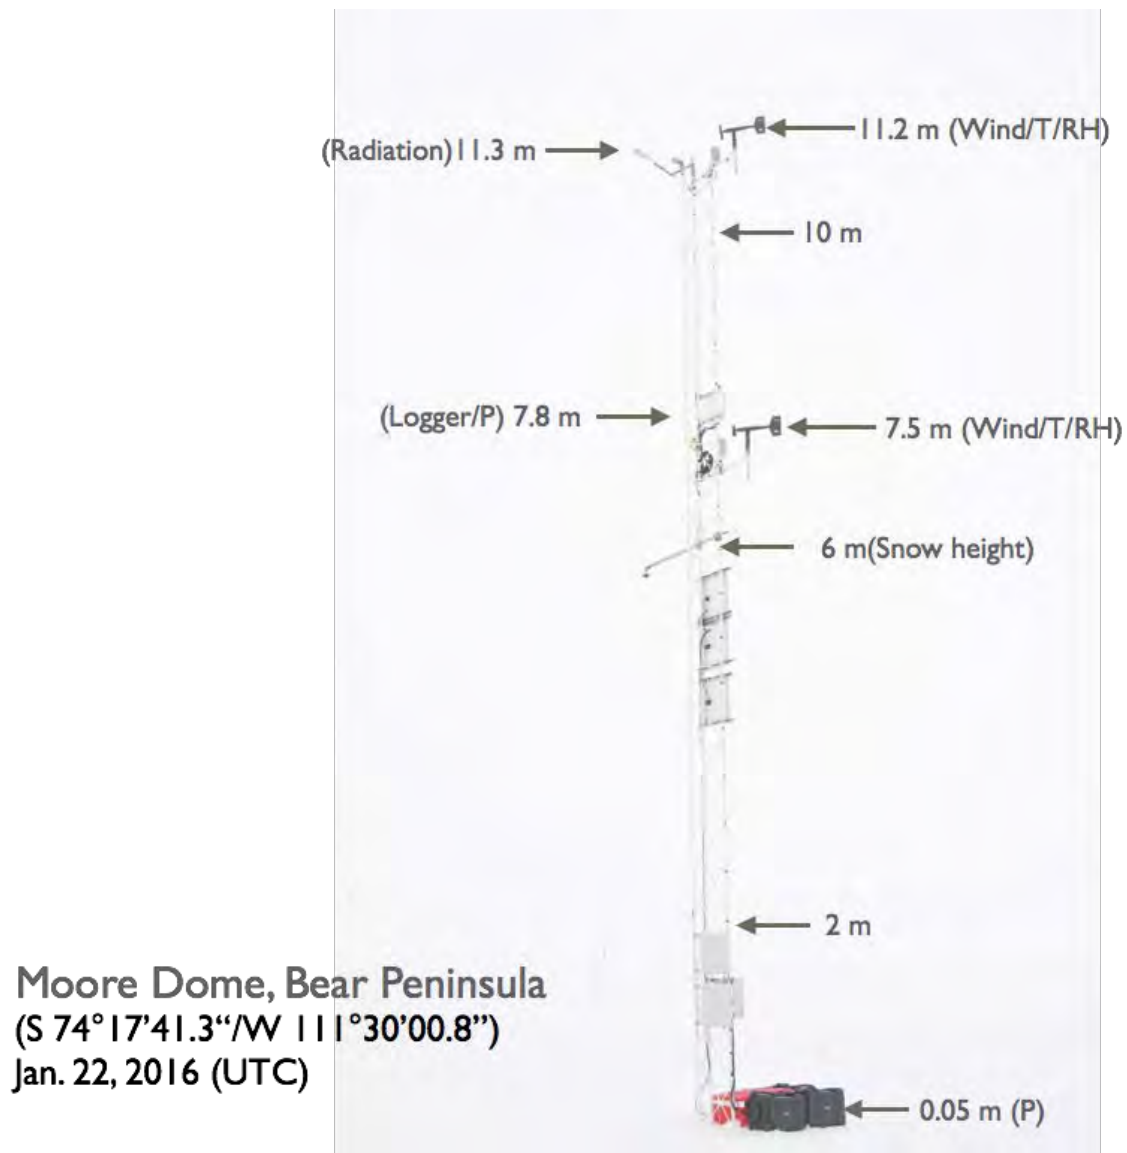 11.2 m (Wind/T/RH)
(Radiation)11.3 m
10 m
(Logger/P) 7.8 m
7.5 m (Wind/T/RH)
6 m(Snow height)
2 m
Moore Dome, Bear Peninsula
(S 74°17'41.3“/W 111°30'00.8”)
Jan. 22, 2016 (UTC)
0.05 m (P)